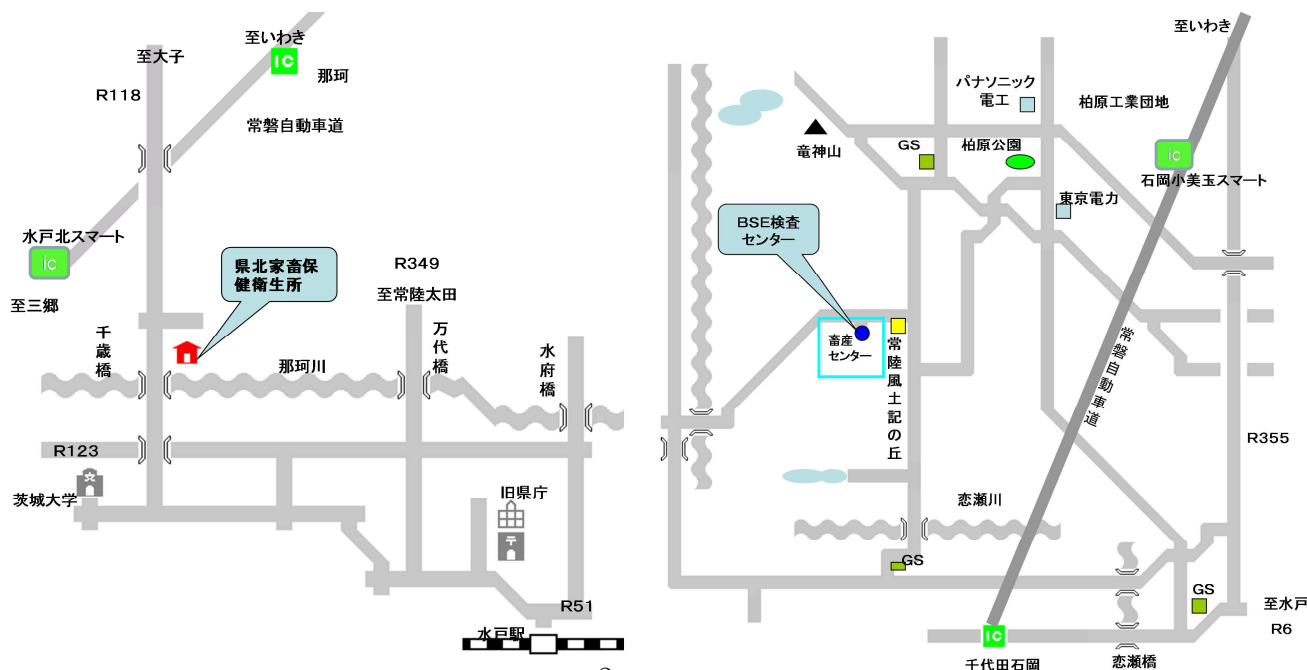 至いわき
IC
那珂
至大子
R118
常磐自動車道
水戸北スマート
ic
至三郷
県北家畜保
健衛生所
R349
至常陸太田
千歳橋
那珂川
万代橋
水府橋
R123
茨城大学
文
旧県庁
〒
R51
水戸駅
至いわき
パナソニック
電工
柏原工業団地
竜神山
GS
柏原公園
ic
石岡小美玉スマート
東京電力
BSE検査
センター
畜産
センター
常陸風土記の丘
常磐自動車道
R355
恋瀬川
GS
GS
至水戸
R6
IC
千代田石岡
恋瀬橋